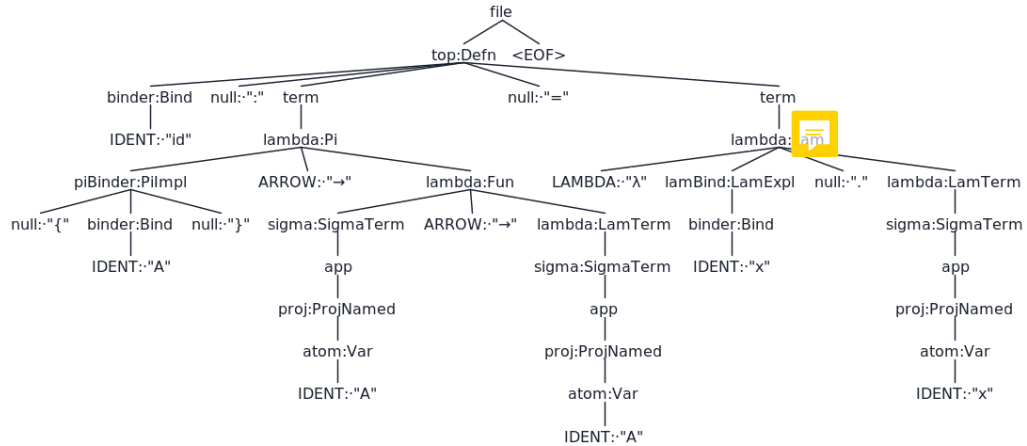 file
top:Defn <EOF>
binder:Bind null:·":" term null:·"=" term
IDENT:·"id" lambda:Pi lambda:
piBinder:PiImpl ARROW:·"→" lambda:Fun LAMBDA:·"λ" lamBind:LamExpl null:·"." lambda:LamTerm
null:·"{" binder:Bind null:·"}" sigma:SigmaTerm ARROW:·"→" lambda:LamTerm binder:Bind sigma:SigmaTerm
IDENT:·"A" app sigma:SigmaTerm IDENT:·"x" app
proj:ProjNamed app proj:ProjNamed
atom:Var proj:ProjNamed atom:Var
IDENT:·"A" atom:Var IDENT:·"x"
IDENT:·"A"